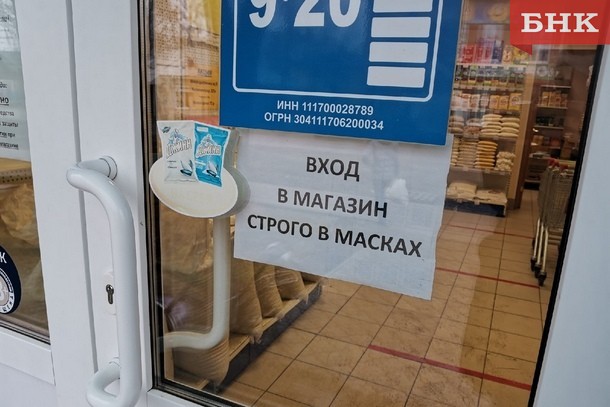 БНК
9-20
ИНН 111700028789
ОГРН 304111706200034
ВХОД
В МАГАЗИН
СТРОГО В МАСКАХ